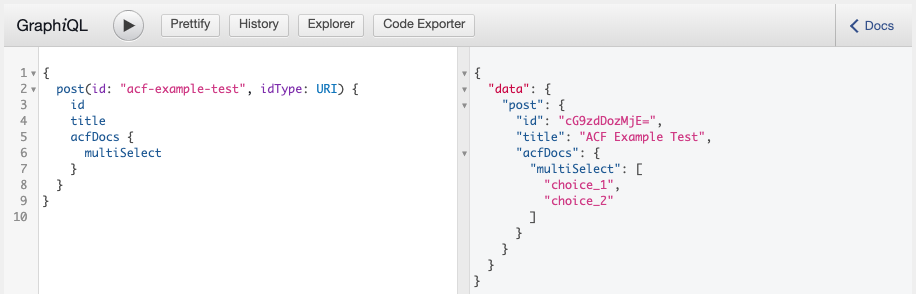 GraphiQL Prettify History Explorer Code Exporter Docs
1 {
2 post(id: "acf-example-test", idType: URI) {
3 id
4 title
5 acfDocs {
6 multiSelect
7 }
8 }
9 }
10
{
"data": {
"post": {
"id": "cG9zdDozMjE=",
"title": "ACF Example Test",
"acfDocs": {
"multiSelect": [
"choice_1",
"choice_2"
]
}
}
}
}